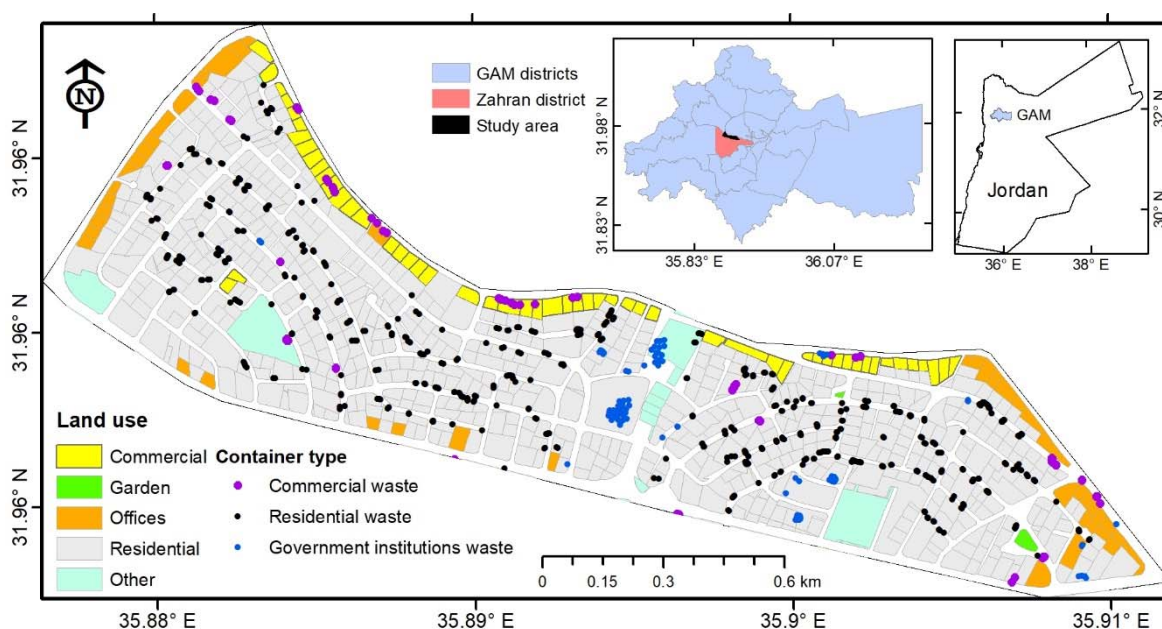 N
GAM districts
Zahran district
Study area
31.98° N
31.83° N
35.83° E
36.07° E
GAM
Jordan
32° N
30° N
36° E
38° E
31.96° N
31.96° N
31.96° N
Land use
Commercial
Garden
Offices
Residential
Other
Container type
Commercial waste
Residential waste
Government institutions waste
0
0.15
0.3
0.6 km
35.88° E
35.89° E
35.9° E
35.91° E